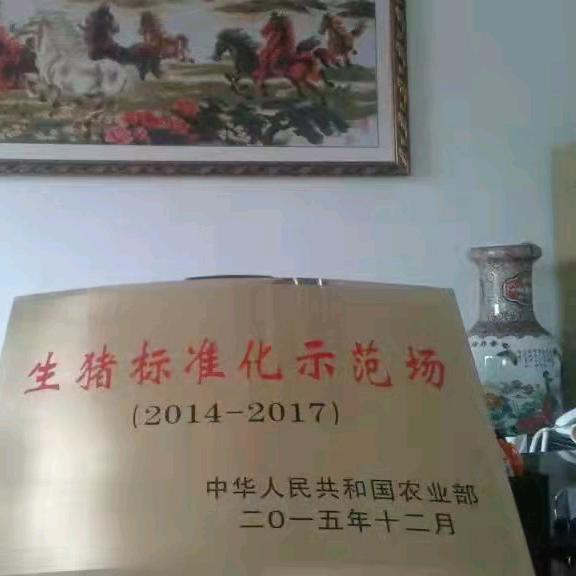 生猪标准化示范场
(2014-2017)
中华人民共和国农业部
二〇一五年十二月